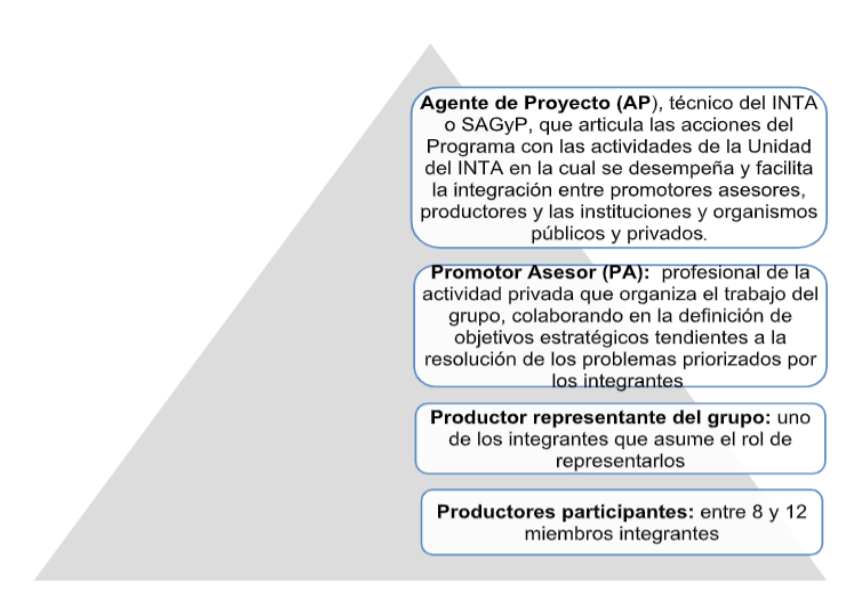 Agente de Proyecto (AP), técnico del INTA
o SAGyP, que articula las acciones del
Programa con las actividades de la Unidad
del INTA en la cual se desempeña y facilita
la integración entre promotores asesores,
productores y las instituciones y organismos
públicos y privados.
Promotor Asesor (PA): profesional de la
actividad privada que organiza el trabajo del
grupo, colaborando en la definición de
objetivos estratégicos tendientes a la
resolución de los problemas priorizados por
los integrantes
Productor representante del grupo: uno
de los integrantes que asume el rol de
representarlos
Productores participantes: entre 8 y 12
miembros integrantes